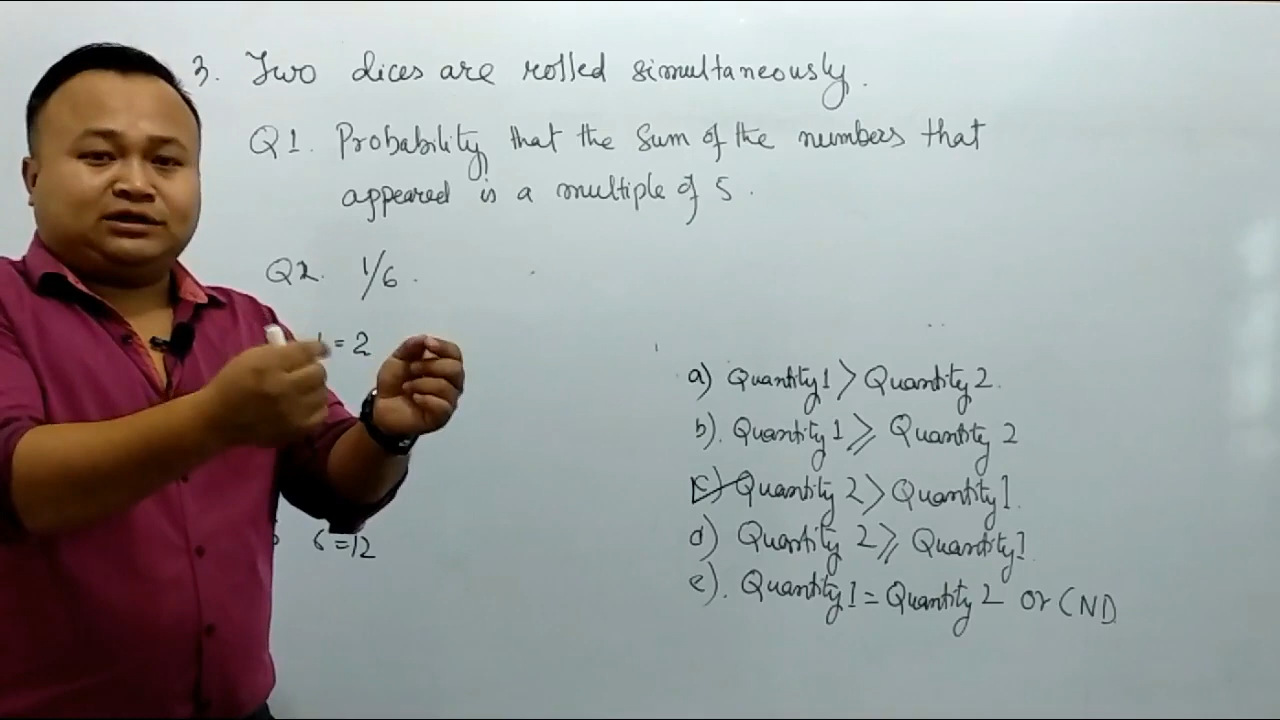 3. Two dices are rolled simultaneously.
Q1. Probability that the Sum of the numbers that
appeared is a multiple of 5.
Q2. 1/6.
= 2
6 = 12
a) Quantity 1 > Quantity 2.
b). Quantity 1 ⩾ Quantity 2
c) Quantity 2 > Quantity 1.
d) Quantity 2 ⩾ Quantity 1.
e). Quantity 1 = Quantity 2 or CND